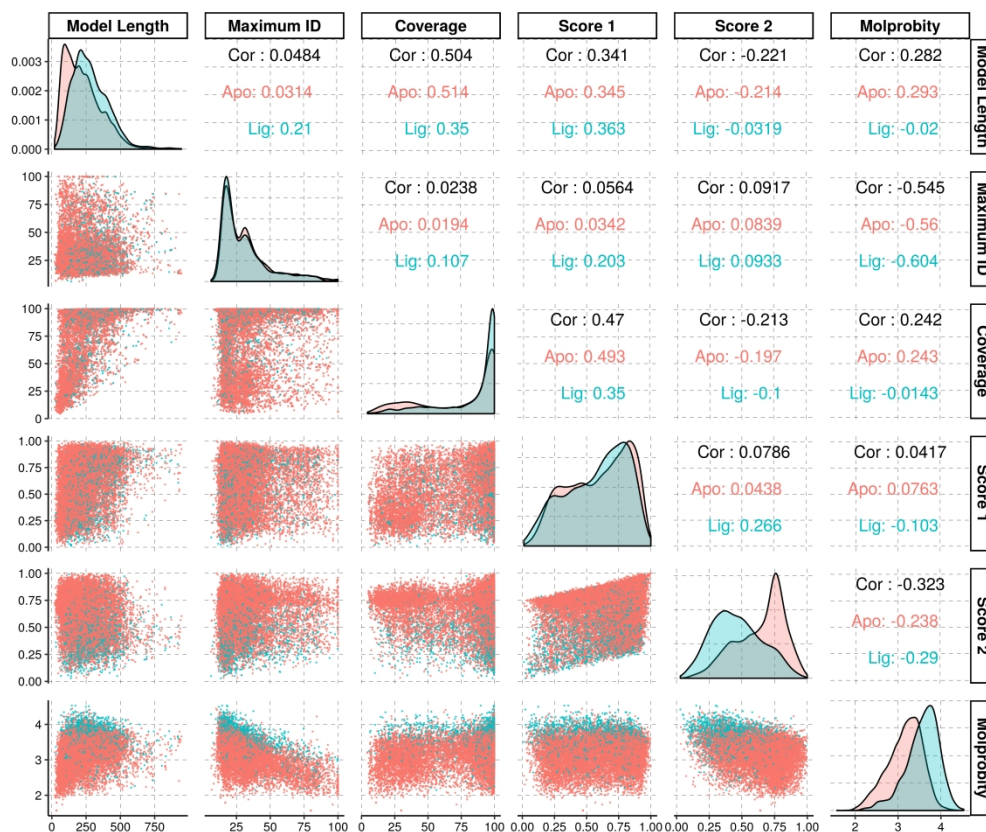 Model Length Maximum ID Coverage Score 1 Score 2 Molprobity
0.003 Cor : 0.0484 Cor : 0.504 Cor : 0.341 Cor : -0.221 Cor : 0.282 Model Length
0.002 Apo: 0.0314 Apo: 0.514 Apo: 0.345 Apo: -0.214 Apo: 0.293
0.001 Lig: 0.21 Lig: 0.35 Lig: 0.363 Lig: -0.0319 Lig: -0.02
0.000
100 Cor : 0.0238 Cor : 0.0564 Cor : 0.0917 Cor : -0.545 Maximum ID
75 Apo: 0.0194 Apo: 0.0342 Apo: 0.0839 Apo: -0.56
50 Lig: 0.107 Lig: 0.203 Lig: 0.0933 Lig: -0.604
25
100 Cor : 0.47 Cor : -0.213 Cor : 0.242 Coverage
75 Apo: 0.493 Apo: -0.197 Apo: 0.243
50 Lig: 0.35 Lig: -0.1 Lig: -0.0143
25
0
1.00 Cor : 0.0786 Cor : 0.0417 Score 1
0.75 Apo: 0.0438 Apo: 0.0763
0.50 Lig: 0.266 Lig: -0.103
0.25
0.00
1.00 Cor : -0.323 Score 2
0.75 Apo: -0.238
0.50 Lig: -0.29
0.25
0.00
4 Molprobity
3
2
0 250 500 750 25 50 75 100 0 25 50 75 100 0.00 0.25 0.50 0.75 1.00 0.00 0.25 0.50 0.75 1.00 2 3 4